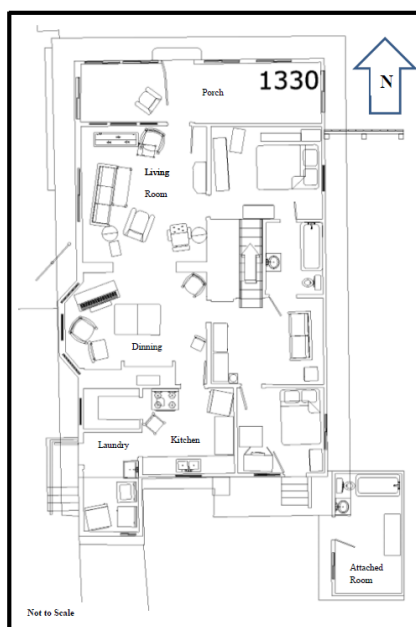 1330
N
Porch
Living
Room
Dinning
Laundry
Kitchen
Attached
Room
Not to Scale